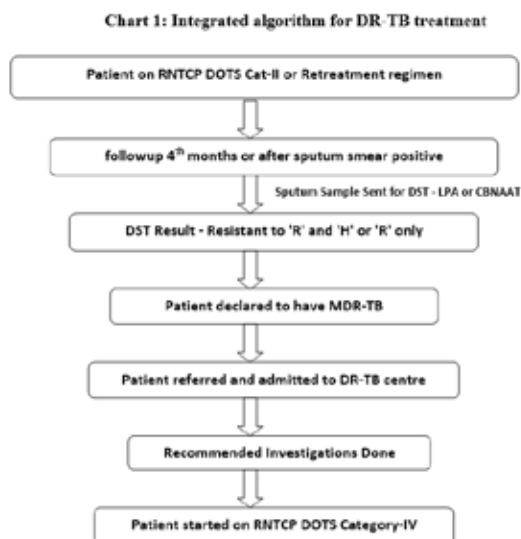 Chart 1: Integrated algorithm for DR-TB treatment
Patient on RNTCP DOTS Cat-II or Retreatment regimen
followup 4th months or after sputum smear positive
Sputum Sample Sent for DST - LPA or CBNAAT
DST Result - Resistant to 'R' and 'H' or 'R' only
Patient declared to have MDR-TB
Patient referred and admitted to DR-TB centre
Recommended Investigations Done
Patient started on RNTCP DOTS Category-IV